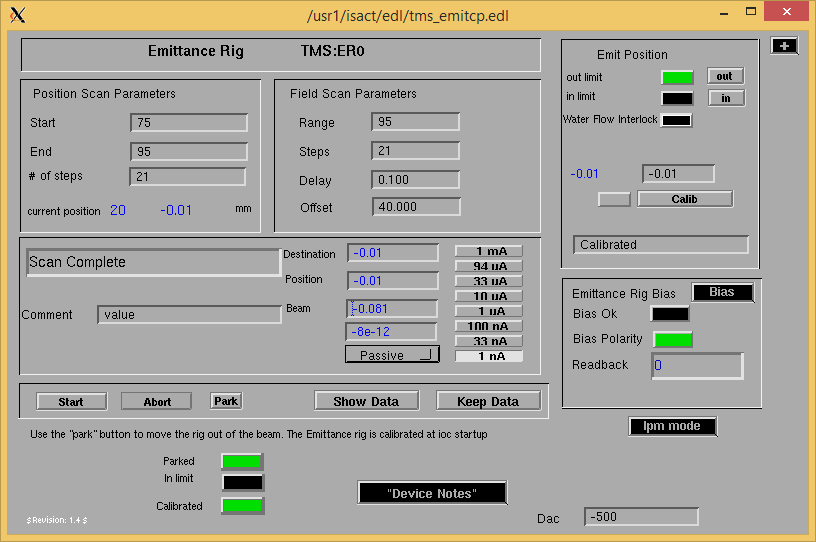 /usr1/isact/edl/tms_emitcp.edl
Emittance Rig TMS:ER0
Position Scan Parameters
Start 75
End 95
# of steps 21
current position 20 -0.01 mm
Field Scan Parameters
Range 95
Steps 21
Delay 0.100
Offset 40.000
Emit Position
out limit out
in limit in
Water Flow Interlock
-0.01 -0.01
Calib
Calibrated
Scan Complete
Comment value
Destination -0.01
Position -0.01
Beam -0.081
-8e-12
Passive
1 mA
94 uA
33 uA
10 uA
1 uA
100 nA
33 nA
1 nA
Emittance Rig Bias Bias
Bias Ok
Bias Polarity
Readback 0
Start Abort Park Show Data Keep Data
Ipm mode
Use the "park" button to move the rig out of the beam. The Emittance rig is calibrated at ioc startup
Parked
In limit
Calibrated
"Device Notes"
Dac -500
$Revision: 1.4 $